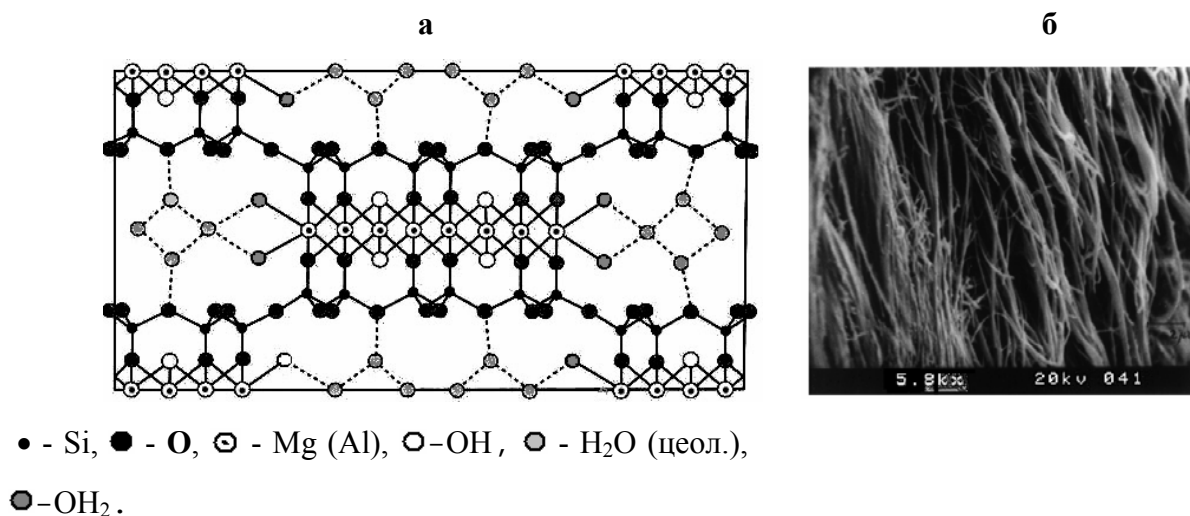 а б
5.8kx 20kv 041
• - Si, ● - O, ⊙ - Mg (Al), ○–OH, ○ - H₂O (цеол.),
●–OH₂.